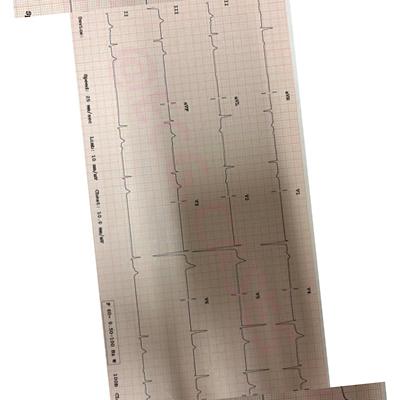 aVR V1 V4
II aVL V2 V5
III aVF V3 V6
II
Device: Speed: 25 mm/sec Limb: 10 mm/mV Chest: 10.0 mm/mV F 60~ 0.50-100 Hz W